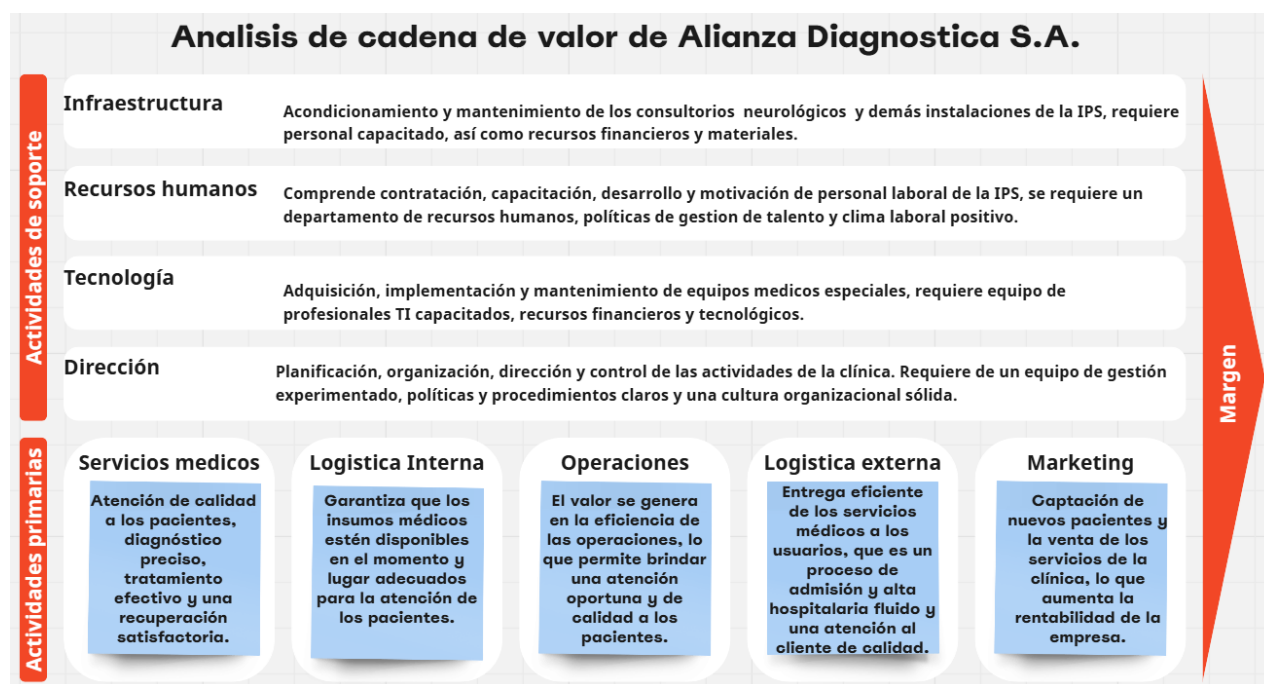 Analisis de cadena de valor de Alianza Diagnostica S.A.
Actividades de soporte
Infraestructura
Acondicionamiento y mantenimiento de los consultorios neurológicos y demás instalaciones de la IPS, requiere
personal capacitado, así como recursos financieros y materiales.
Recursos humanos
Comprende contratación, capacitación, desarrollo y motivación de personal laboral de la IPS, se requiere un
departamento de recursos humanos, políticas de gestion de talento y clima laboral positivo.
Tecnología
Adquisición, implementación y mantenimiento de equipos medicos especiales, requiere equipo de
profesionales TI capacitados, recursos financieros y tecnológicos.
Dirección
Planificación, organización, dirección y control de las actividades de la clínica. Requiere de un equipo de gestión
experimentado, políticas y procedimientos claros y una cultura organizacional sólida.
Margen
Actividades primarias
Servicios medicos
Atención de calidad
a los pacientes,
diagnóstico
preciso,
tratamiento
efectivo y una
recuperación
satisfactoria.
Logistica Interna
Garantiza que los
insumos médicos
estén disponibles
en el momento y
lugar adecuados
para la atención de
los pacientes.
Operaciones
El valor se genera
en la eficiencia de
las operaciones, lo
que permite brindar
una atención
oportuna y de
calidad a los
pacientes.
Logistica externa
Entrega eficiente
de los servicios
médicos a los
usuarios, que es un
proceso de
admisión y alta
hospitalaria fluido y
una atención al
cliente de calidad.
Marketing
Captación de
nuevos pacientes y
la venta de los
servicios de la
clínica, lo que
aumenta la
rentabilidad de la
empresa.